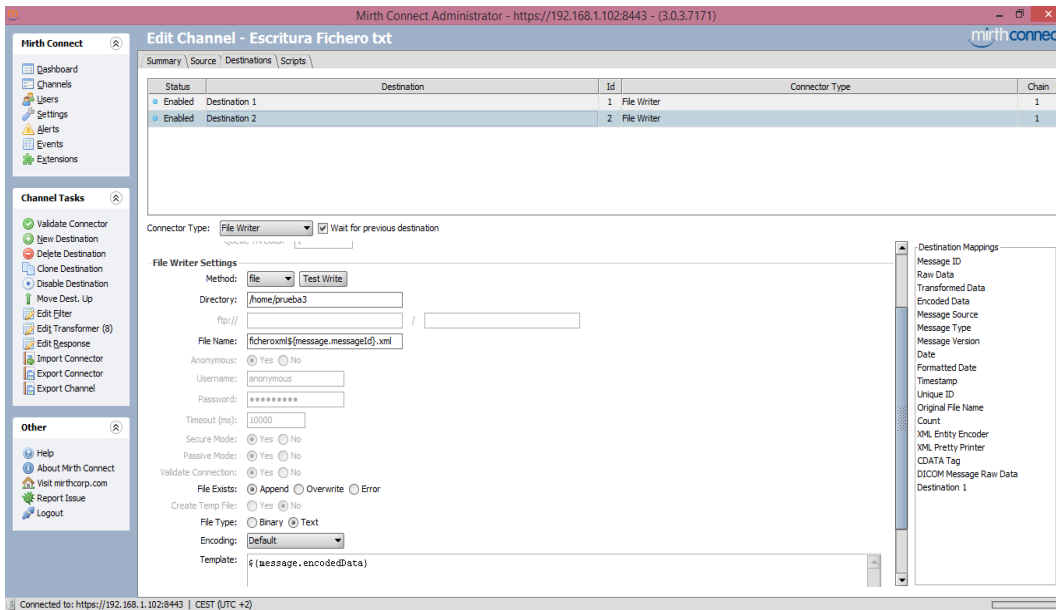 Mirth Connect Administrator - https://192.168.1.102:8443 - (3.0.3.7171)
Mirth Connect
Dashboard
Channels
Users
Settings
Alerts
Events
Extensions
Channel Tasks
Validate Connector
New Destination
Delete Destination
Clone Destination
Disable Destination
Move Dest. Up
Edit Filter
Edit Transformer (8)
Edit Response
Import Connector
Export Connector
Export Channel
Other
Help
About Mirth Connect
Visit mirthcorp.com
Report Issue
Logout
Edit Channel - Escritura Fichero txt
mirthconnec
Summary Source Destinations Scripts
Status Destination Id Connector Type Chain
Enabled Destination 1 1 File Writer 1
Enabled Destination 2 2 File Writer 1
Connector Type: File Writer Wait for previous destination
File Writer Settings
Method: file Test Write
Directory: /home/prueba3
ftp:// /
File Name: ficheroxml${message.messageId}.xml
Anonymous: Yes No
Username: anonymous
Password:
Timeout (ms): 10000
Secure Mode: Yes No
Passive Mode: Yes No
Validate Connection: Yes No
File Exists: Append Overwrite Error
Create Temp File: Yes No
File Type: Binary Text
Encoding: Default
Template: ${message.encodedData}
Destination Mappings
Message ID
Raw Data
Transformed Data
Encoded Data
Message Source
Message Type
Message Version
Date
Formatted Date
Timestamp
Unique ID
Original File Name
Count
XML Entity Encoder
XML Pretty Printer
CDATA Tag
DICOM Message Raw Data
Destination 1
Connected to: https://192.168.1.102:8443 | CEST (UTC +2)